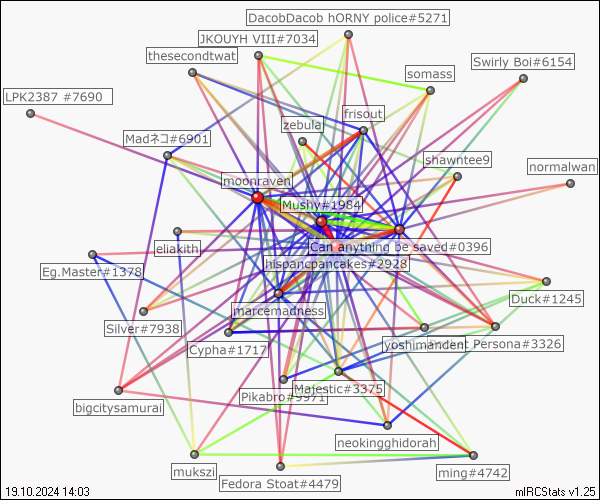 DacobDacob hORNY police#5271
JKOUYH VIII#7034
thesecondtwat
Swirly Boi#6154
somass
LPK2387 #7690
frisout
zebula
Madネコ#6901
shawntee9
normalwan
moonraven
Mushy#1984
eliakith
Can anything be saved#0396
hispancpancakes#2928
Eg.Master#1378
Duck#1245
marcemadness
Silver#7938
yoshimandent
Persona#3326
Cypha#1717
Majestic#3375
Pikabro#9971
bigcitysamurai
neokingghidorah
mukszi
ming#4742
Fedora Stoat#4479
19.10.2024 14:03
mIRCStats v1.25